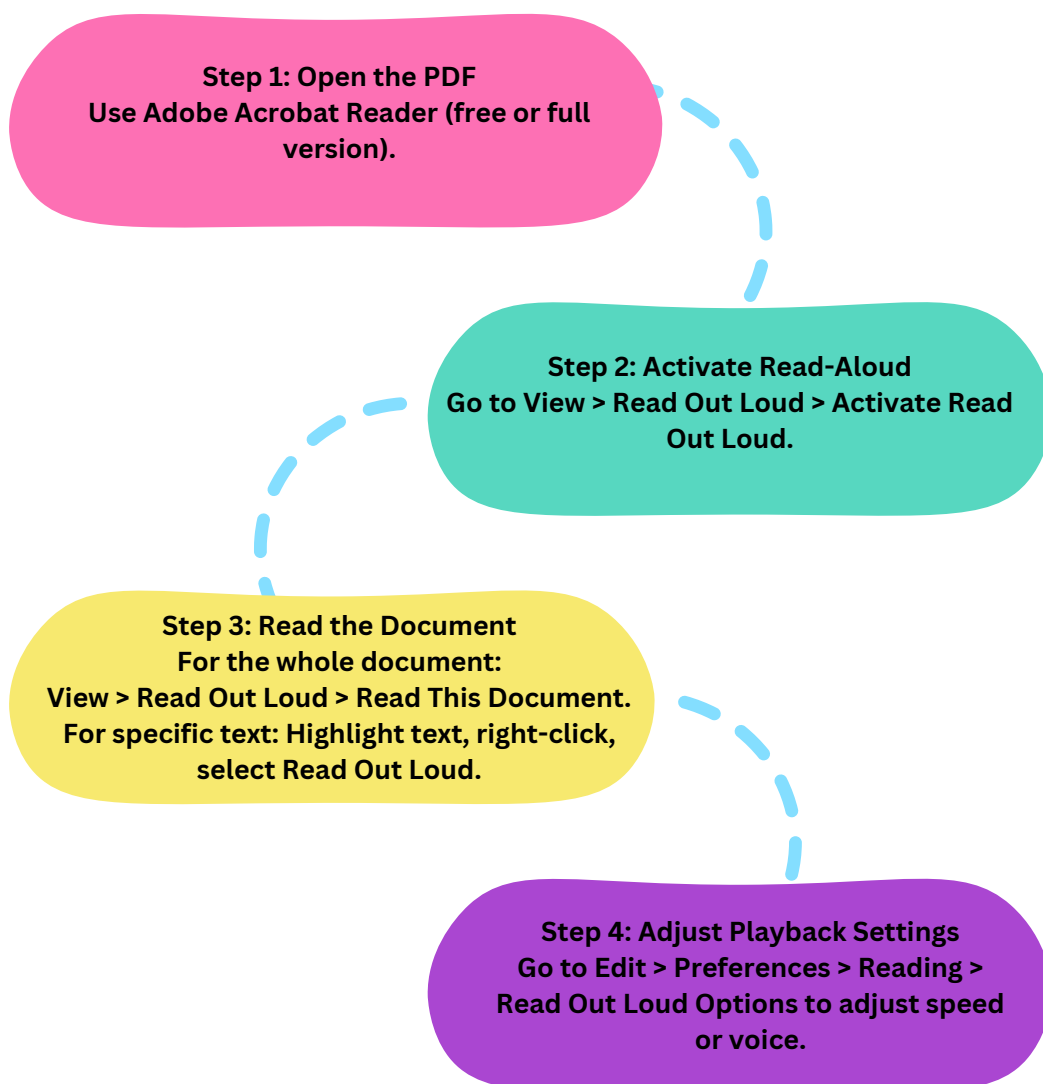 Step 1: Open the PDF
Use Adobe Acrobat Reader (free or full
version).
Step 2: Activate Read-Aloud
Go to View > Read Out Loud > Activate Read
Out Loud.
Step 3: Read the Document
For the whole document:
View > Read Out Loud > Read This Document.
For specific text: Highlight text, right-click,
select Read Out Loud.
Step 4: Adjust Playback Settings
Go to Edit > Preferences > Reading >
Read Out Loud Options to adjust speed
or voice.